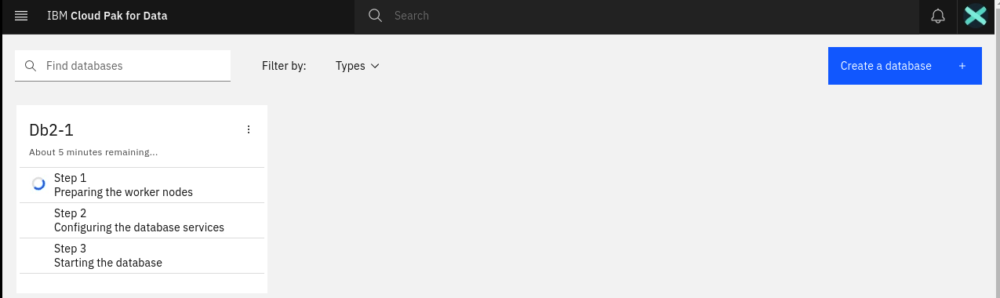 IBM Cloud Pak for Data
Search
Find databases
Filter by:
Types
Create a database +
Db2-1
About 5 minutes remaining...
Step 1
Preparing the worker nodes
Step 2
Configuring the database services
Step 3
Starting the database